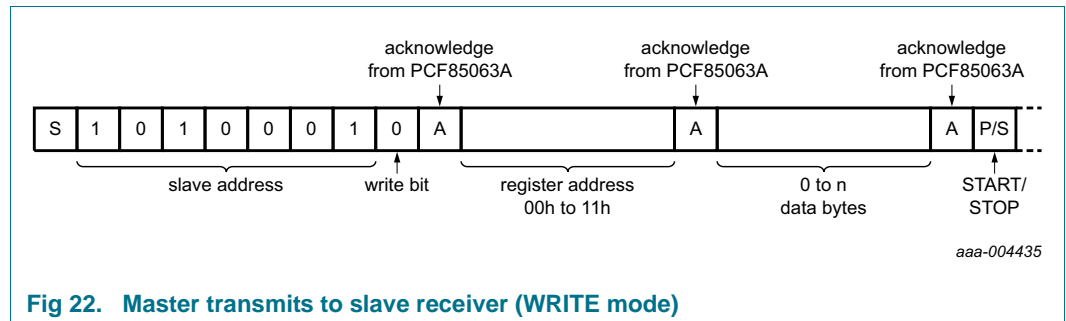 acknowledge acknowledge acknowledge
from PCF85063A from PCF85063A from PCF85063A
S 1 0 1 0 0 0 1 0 A A A P/S
slave address write bit register address 0 to n START/
00h to 11h data bytes STOP
aaa-004435
Fig 22. Master transmits to slave receiver (WRITE mode)